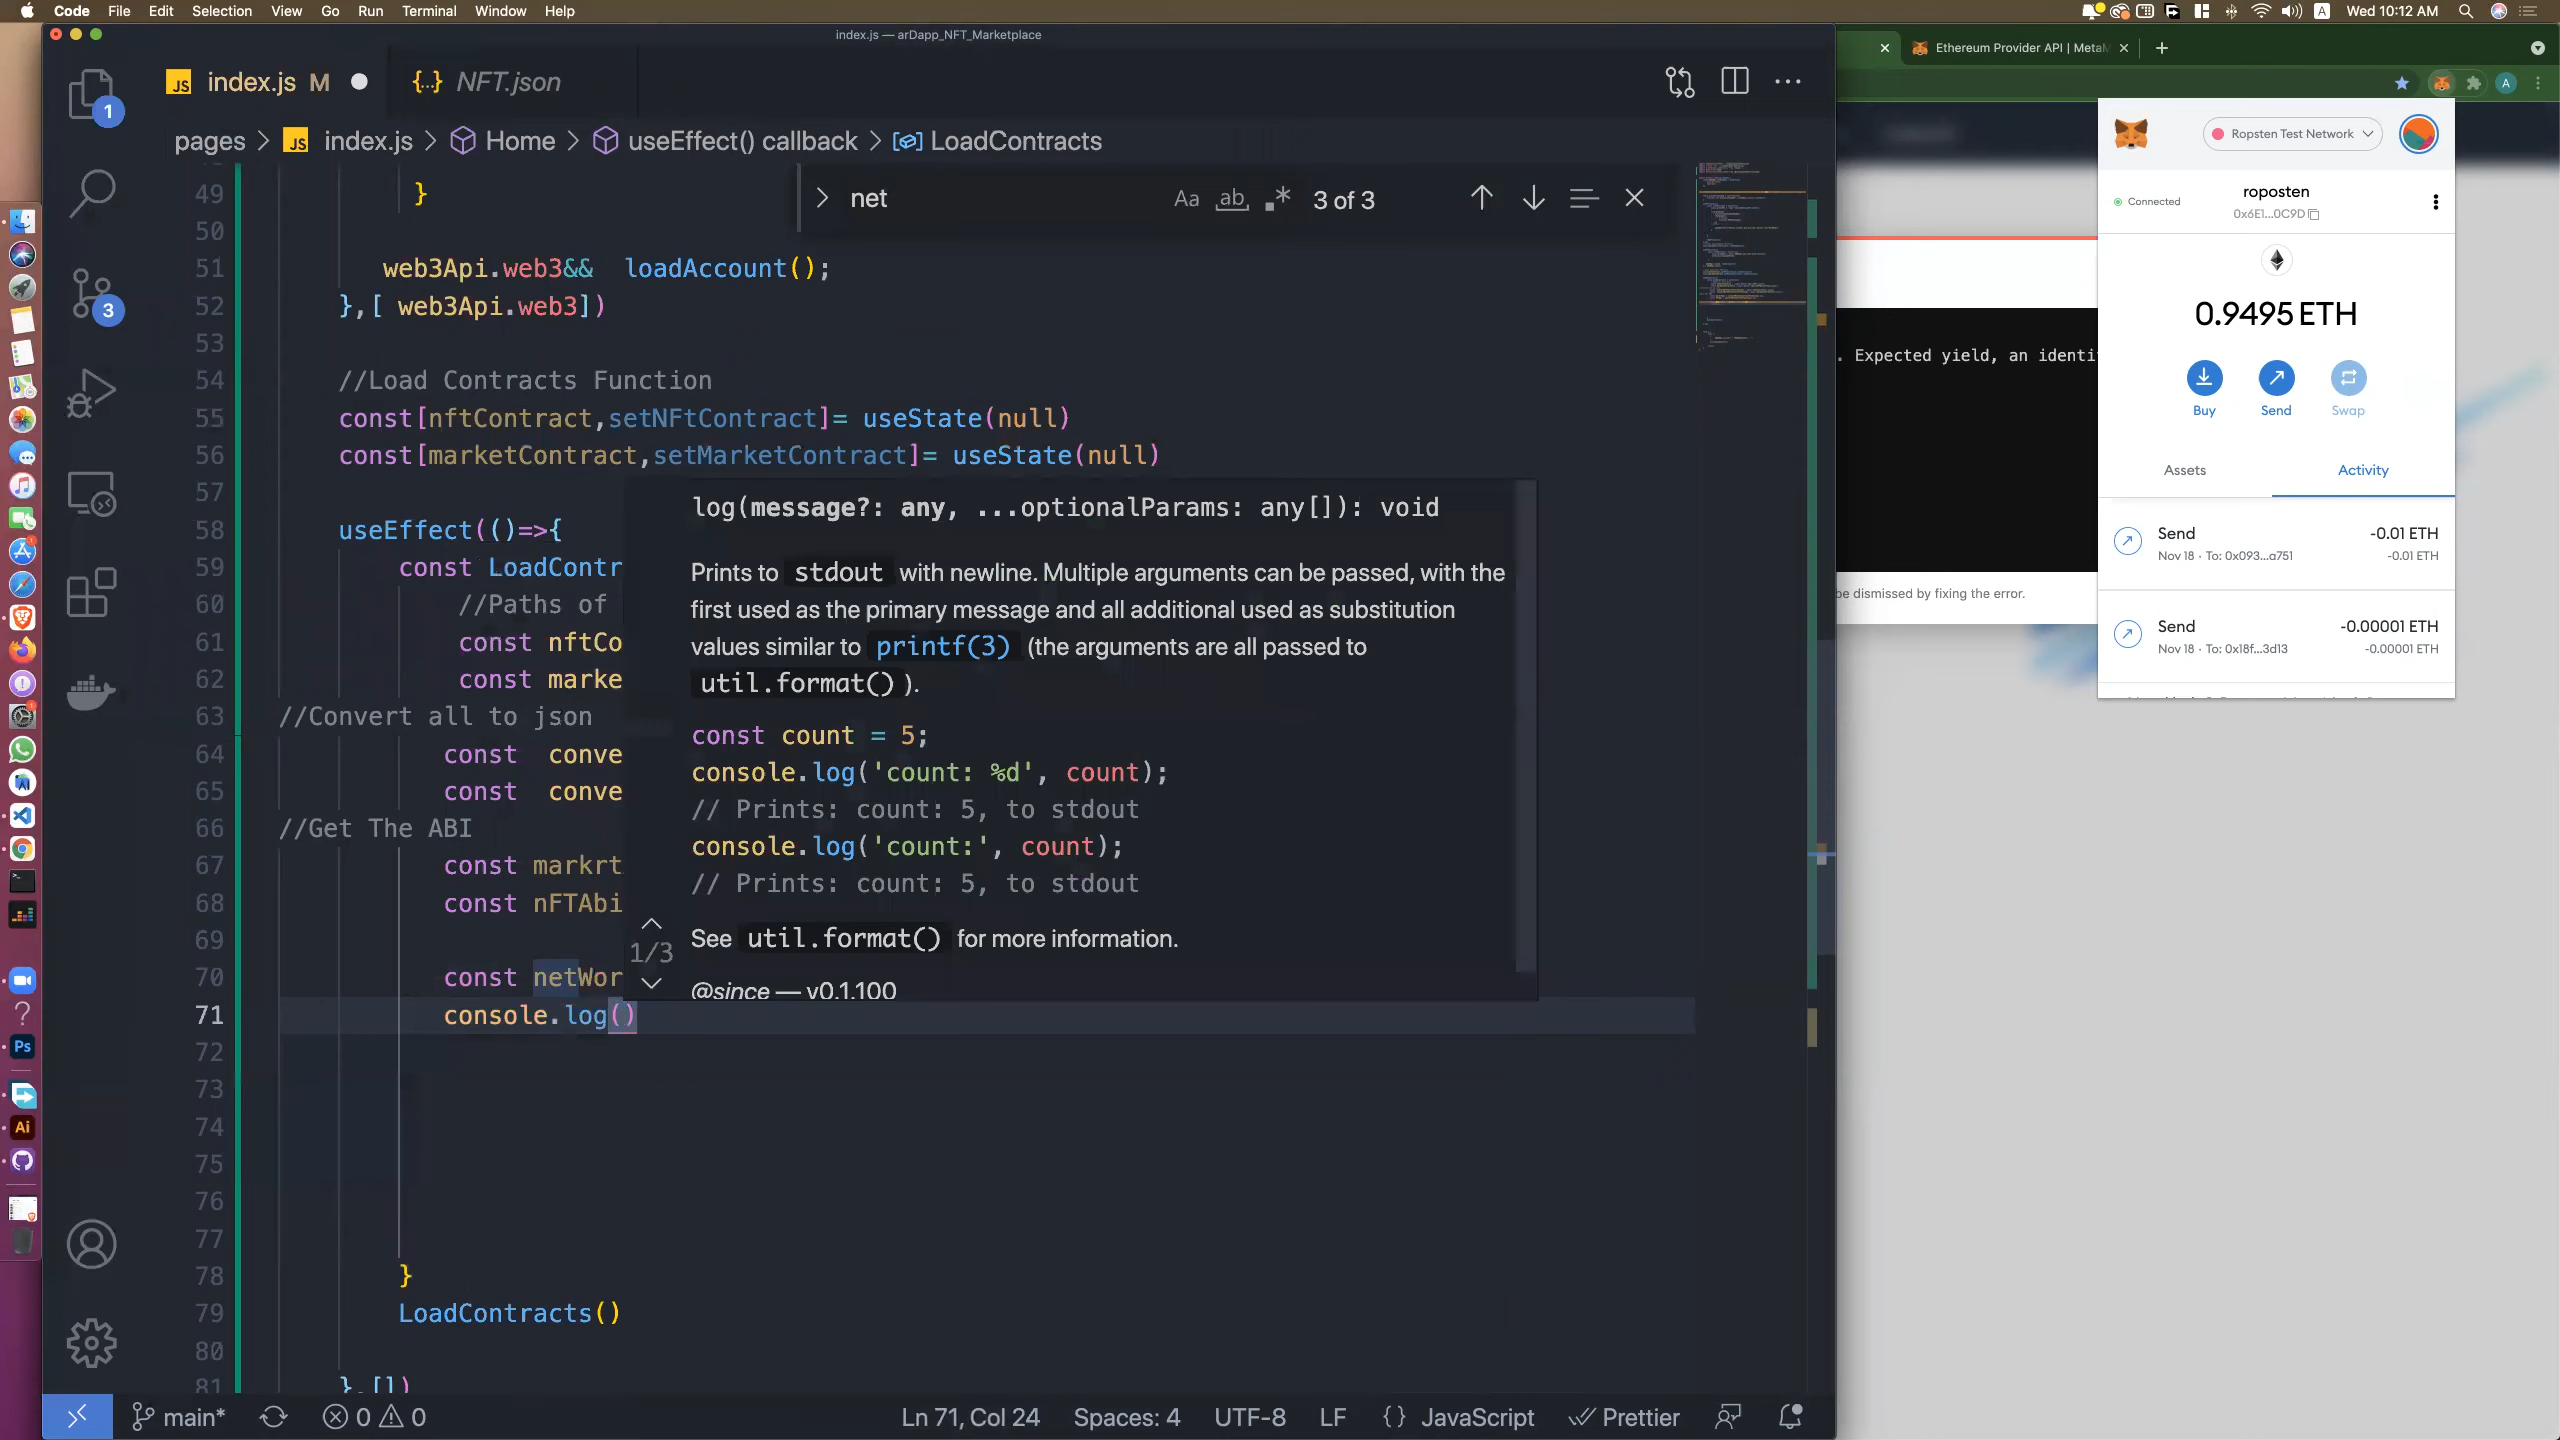 Code File Edit Selection View Go Run Terminal Window Help
A Wed 10:12 AM
index.js — arDapp_NFT_Marketplace
JS index.js M
{..} NFT.json
Ethereum Provider API | MetaM
pages > JS index.js > Home > useEffect() callback > LoadContracts
net
Aa ab .* 3 of 3
1
3
49 }
50
51 web3Api.web3&& loadAccount();
52 },[ web3Api.web3])
53
54 //Load Contracts Function
55 const[nftContract,setNFtContract]= useState(null)
56 const[marketContract,setMarketContract]= useState(null)
57
58 useEffect(()=>{
59 const LoadContr
60 //Paths of
61 const nftCo
62 const marke
63 //Convert all to json
64 const conve
65 const conve
66 //Get The ABI
67 const markrt
68 const nFTAbi
69
70 const netWor
71 console.log()
72
73
74
75
76
77
78 }
79 LoadContracts()
80
81 },[])
log(message?: any, ...optionalParams: any[]): void
Prints to stdout with newline. Multiple arguments can be passed, with the
first used as the primary message and all additional used as substitution
values similar to printf(3) (the arguments are all passed to
util.format()).
const count = 5;
console.log('count: %d', count);
// Prints: count: 5, to stdout
console.log('count:', count);
// Prints: count: 5, to stdout
See util.format() for more information.
1/3
@since — v0.1.100
main* 0 0
Ln 71, Col 24 Spaces: 4 UTF-8 LF {} JavaScript Prettier
Ps
Ai
A
Ropsten Test Network
Connected
roposten
0x6E1...0C9D
0.9495 ETH
Buy Send Swap
Assets Activity
Send -0.01 ETH
Nov 18 · To: 0x093...a751 -0.01 ETH
Send -0.00001 ETH
Nov 18 · To: 0x18f...3d13 -0.00001 ETH
. Expected yield, an identi
be dismissed by fixing the error.